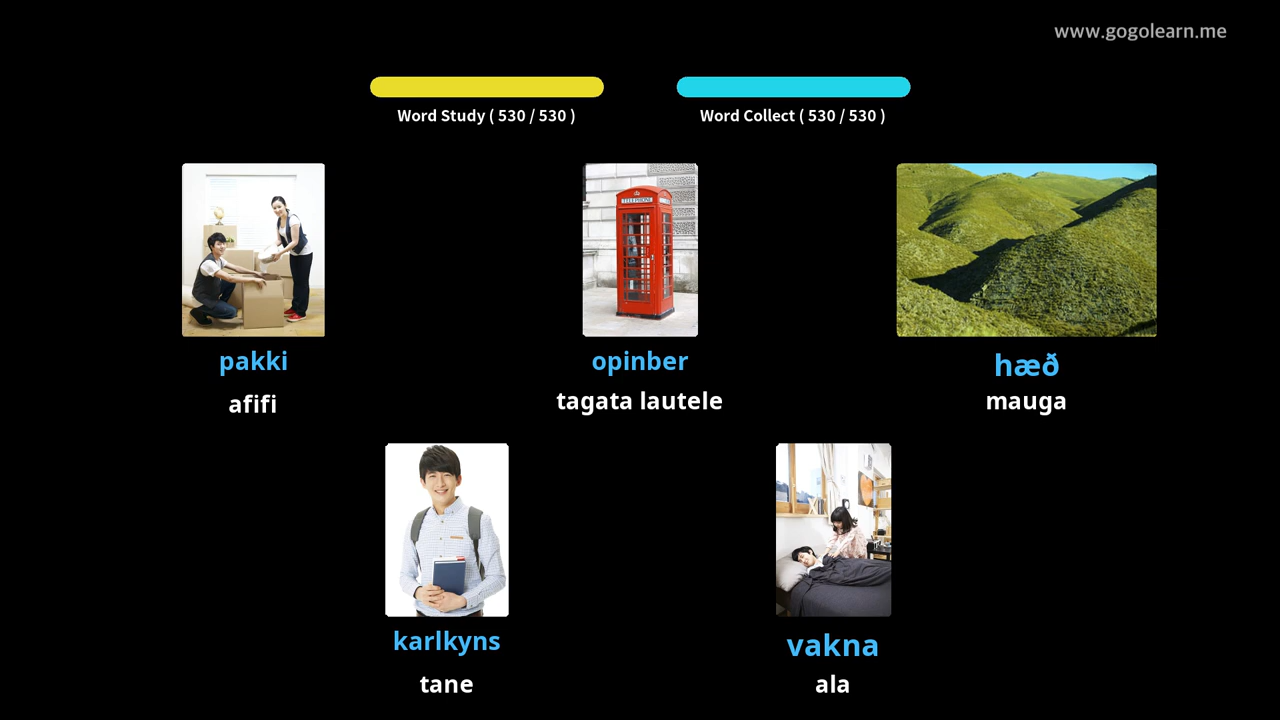 www.gogolearn.me
Word Study ( 530 / 530 )
Word Collect ( 530 / 530 )
TELEPHONE
pakki
opinber
hæð
afifi
tagata lautele
mauga
karlkyns
vakna
tane
ala